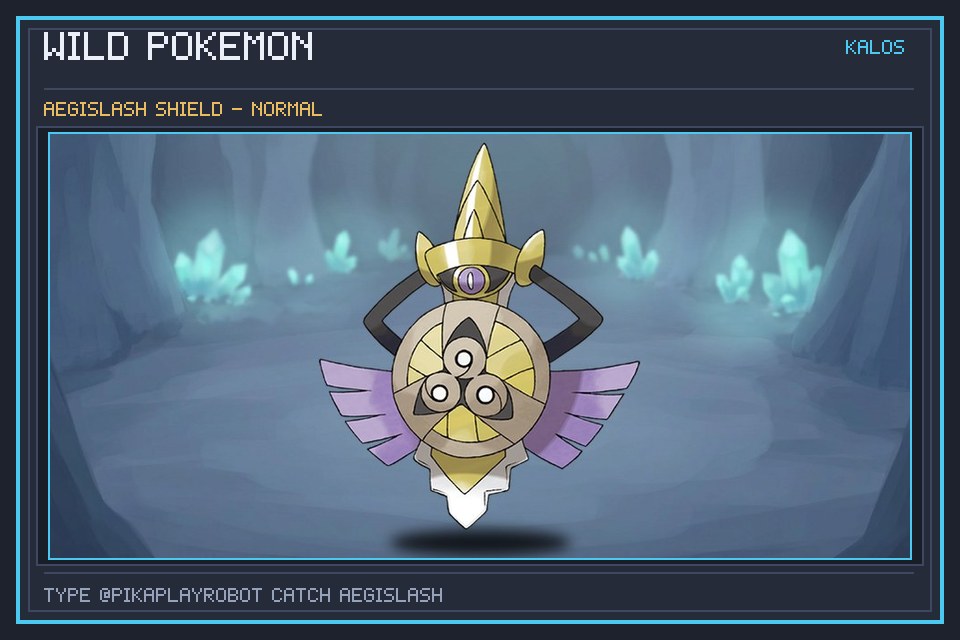 WILD POKEMON
KALOS
AEGISLASH SHIELD - NORMAL
TYPE @PIKAPLAYROBOT CATCH AEGISLASH